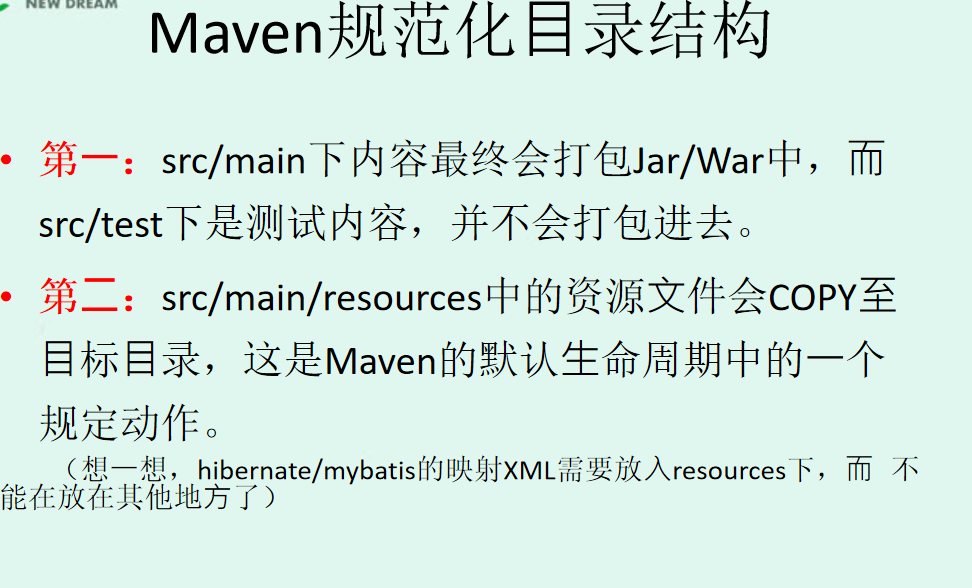 NEW DREAM
Maven规范化目录结构
• 第一：src/main下内容最终会打包Jar/War中，而
src/test下是测试内容，并不会打包进去。
• 第二：src/main/resources中的资源文件会COPY至
目标目录，这是Maven的默认生命周期中的一个
规定动作。
（想一想，hibernate/mybatis的映射XML需要放入resources下，而 不
能在放在其他地方了）